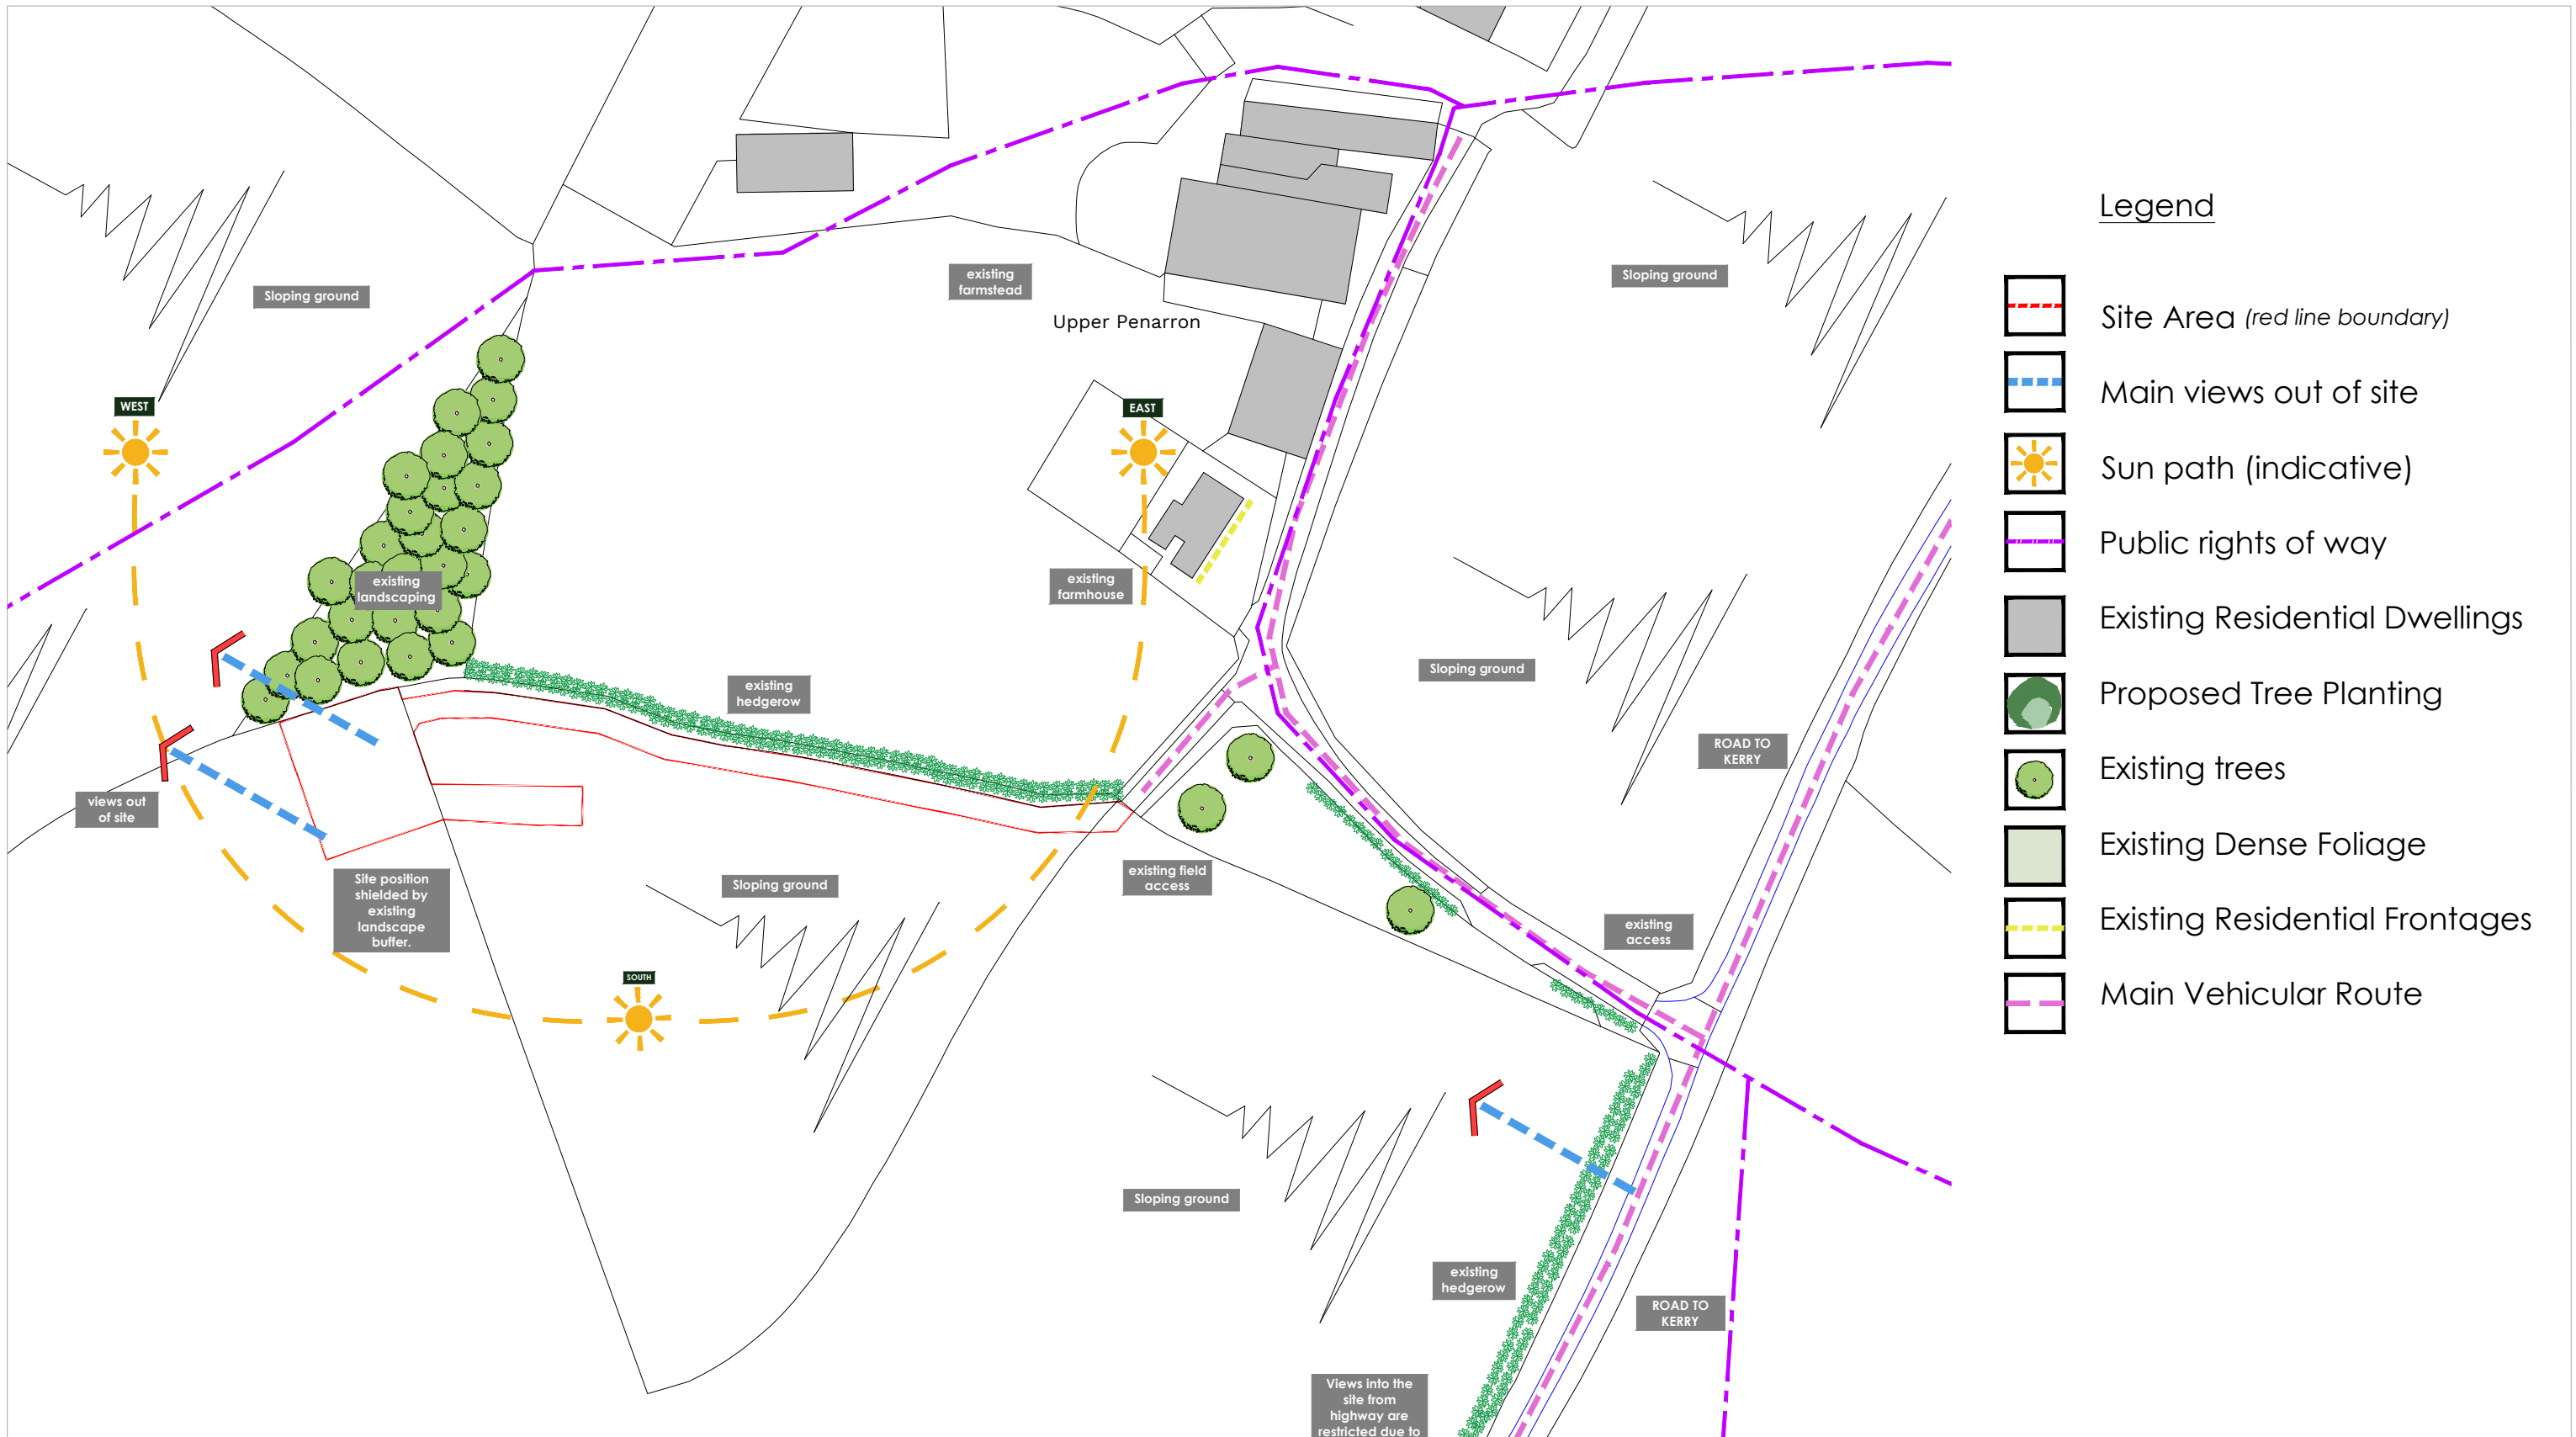 Sloping ground
existing
farmstead
Sloping ground
Upper Penarron
WEST
EAST
existing
landscaping
existing
farmhouse
Sloping ground
existing
hedgerow
ROAD TO
KERRY
views out
of site
Site position
shielded by
existing
landscape
buffer.
Sloping ground
existing field
access
existing
access
SOUTH
Sloping ground
existing
hedgerow
ROAD TO
KERRY
Views into the
site from
highway are
restricted due to
Legend
Site Area (red line boundary)
Main views out of site
Sun path (indicative)
Public rights of way
Existing Residential Dwellings
Proposed Tree Planting
Existing trees
Existing Dense Foliage
Existing Residential Frontages
Main Vehicular Route